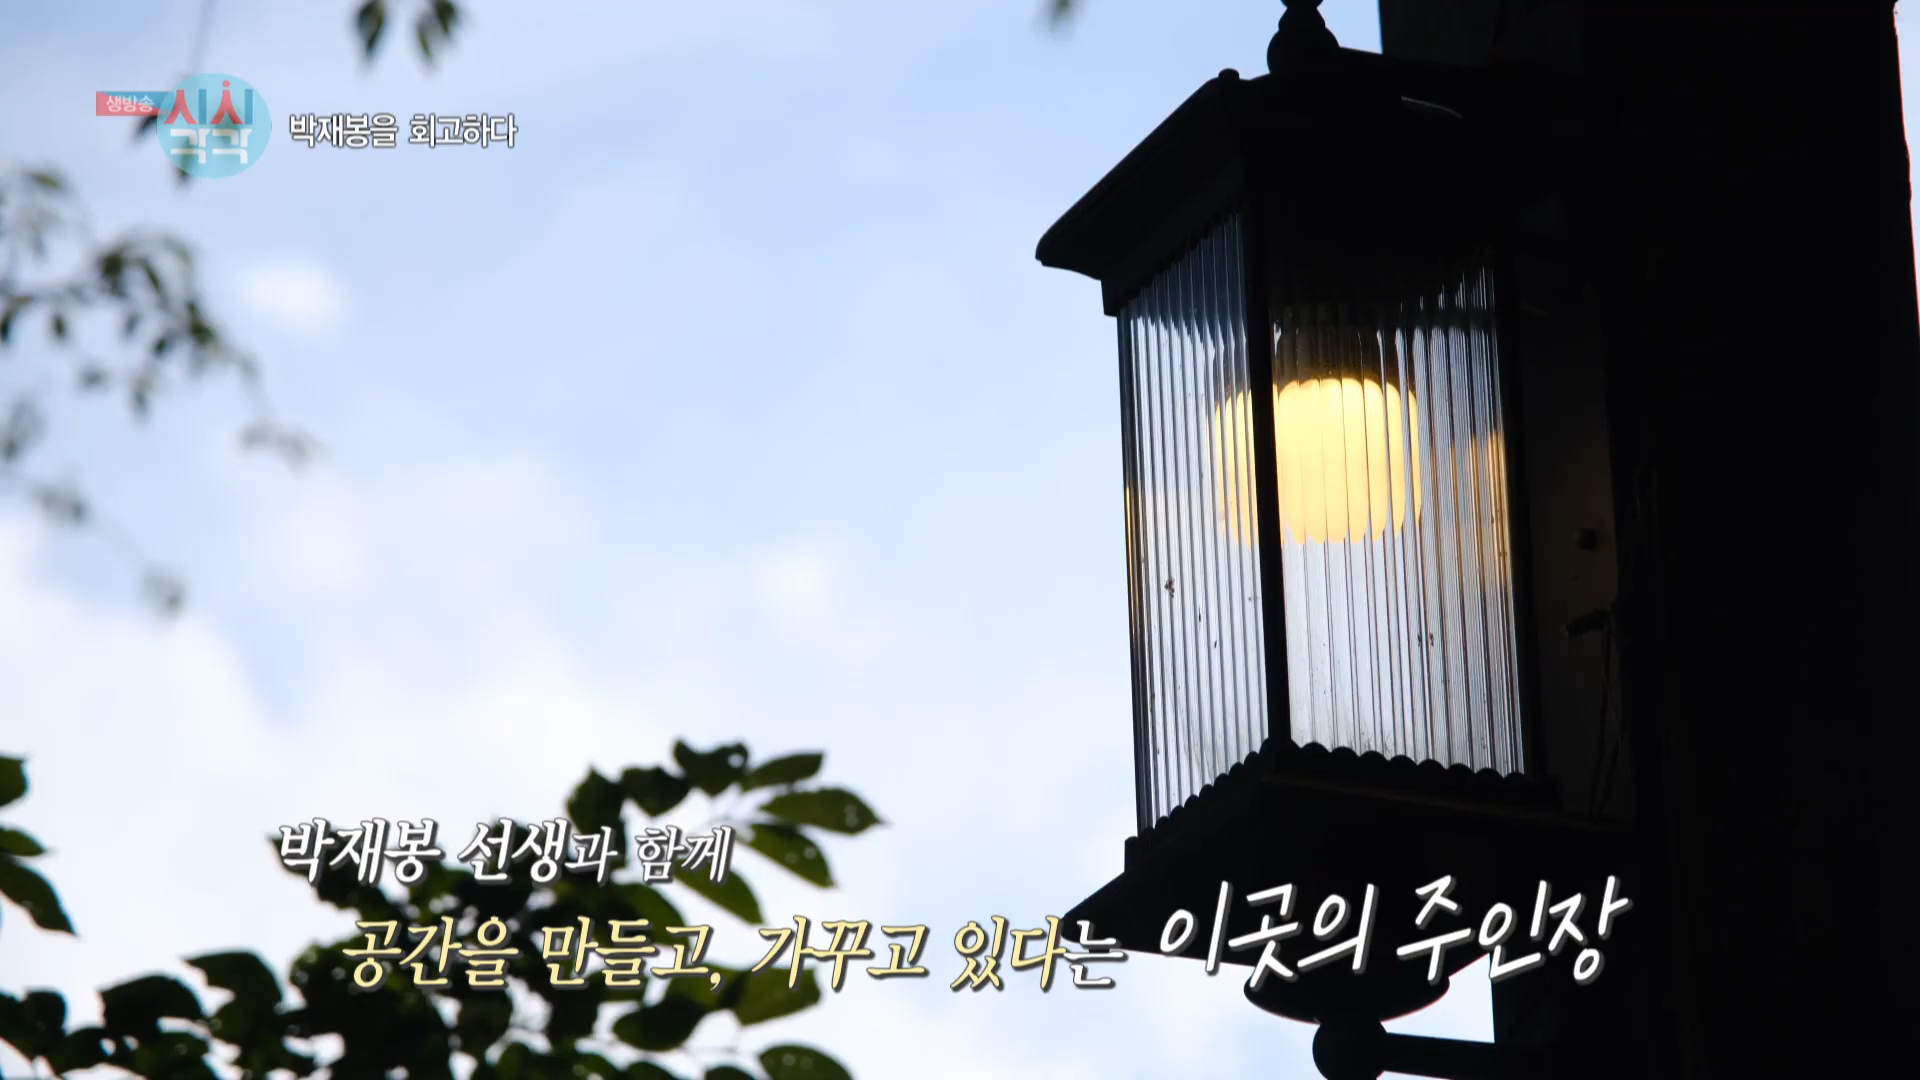 생방송
시시각각
박재봉을 회고하다
박재봉 선생과 함께
공간을 만들고, 가꾸고 있다는 이곳의 주인장